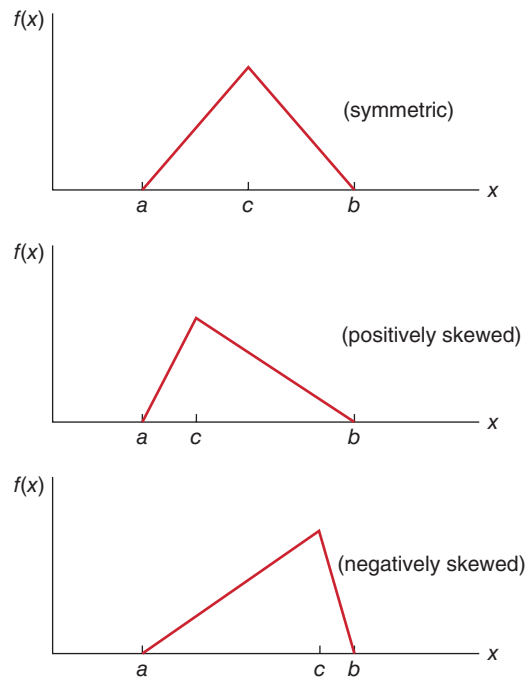 f(x)
(symmetric)
a c b x
f(x)
(positively skewed)
a c b x
f(x)
(negatively skewed)
a c b x